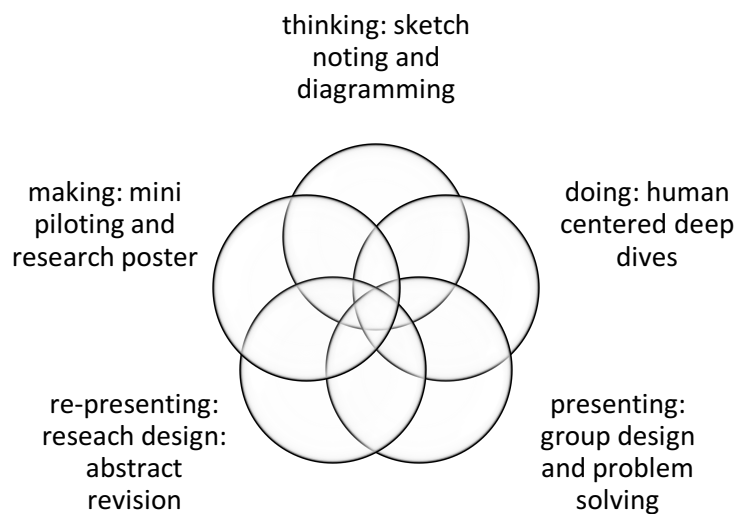 thinking: sketch
noting and
diagramming
making: mini
piloting and
research poster
doing: human
centered deep
dives
re-presenting:
reseach design:
abstract
revision
presenting:
group design
and problem
solving